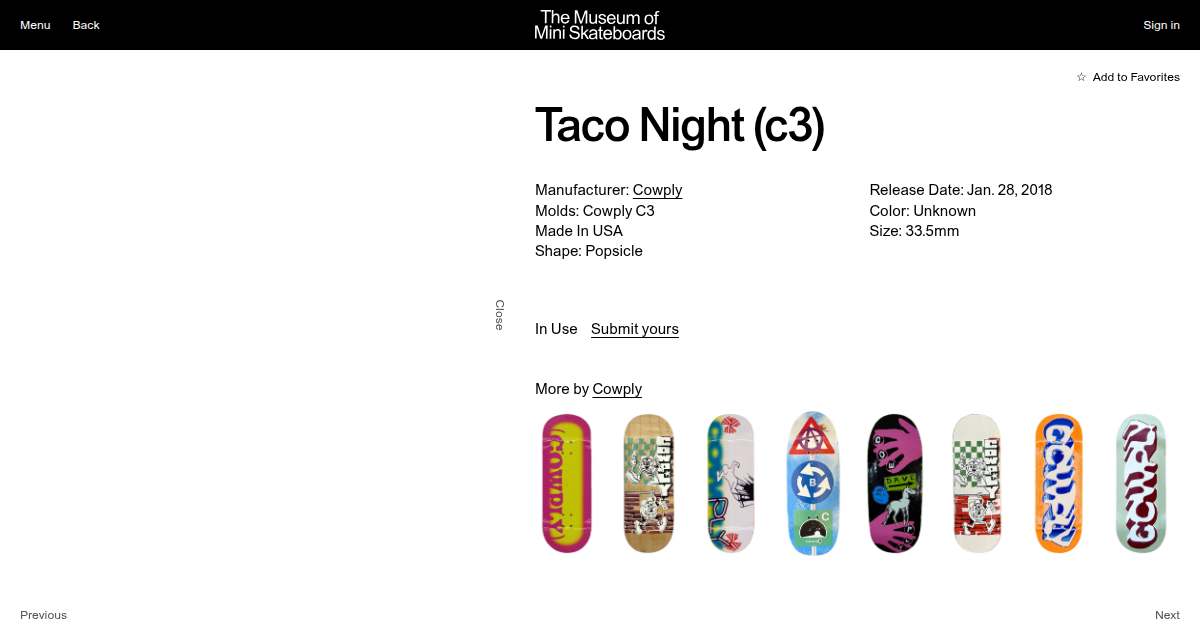 Menu
Back
The Museum of
Mini Skateboards
Sign in
☆ Add to Favorites
Taco Night (c3)
Manufacturer: Cowply
Molds: Cowply C3
Made In USA
Shape: Popsicle
Release Date: Jan. 28, 2018
Color: Unknown
Size: 33.5mm
Close
In Use
Submit yours
More by Cowply
Previous
Next